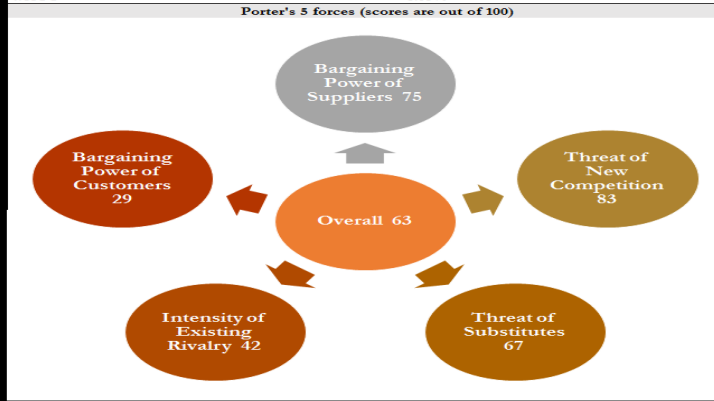 Porter's 5 forces (scores are out of 100)
Bargaining
Power of
Suppliers 75
Bargaining
Power of
Customers
29
Threat of
New
Competition
83
Overall 63
Intensity of
Existing
Rivalry 42
Threat of
Substitutes
67